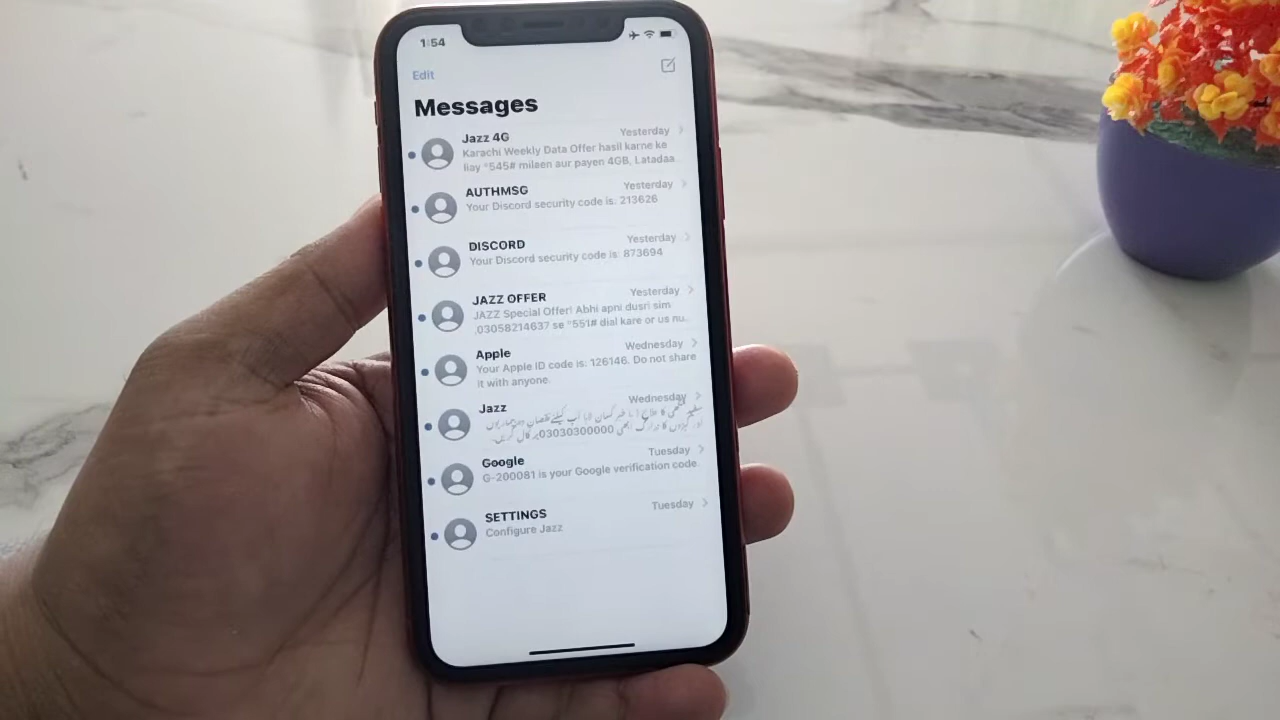 1:54
Edit
Messages
Jazz 4G
Yesterday
Karachi Weekly Data Offer hasil karne ke
liay *545# milaen aur payen 4GB, Latadaa
AUTHMSG
Yesterday
Your Discord security code is: 213626
DISCORD
Yesterday
Your Discord security code is: 873694
JAZZ OFFER
Yesterday
JAZZ Special Offer! Abhi apni dusri sim
03058214637 se *551# dial kare or us nu..
Apple
Wednesday
Your Apple ID code is: 126146. Do not share
it with anyone.
Jazz
Wednesday
03030300000 پر کال کریں۔
Google
Tuesday
G-200081 is your Google verification code.
SETTINGS
Tuesday
Configure Jazz